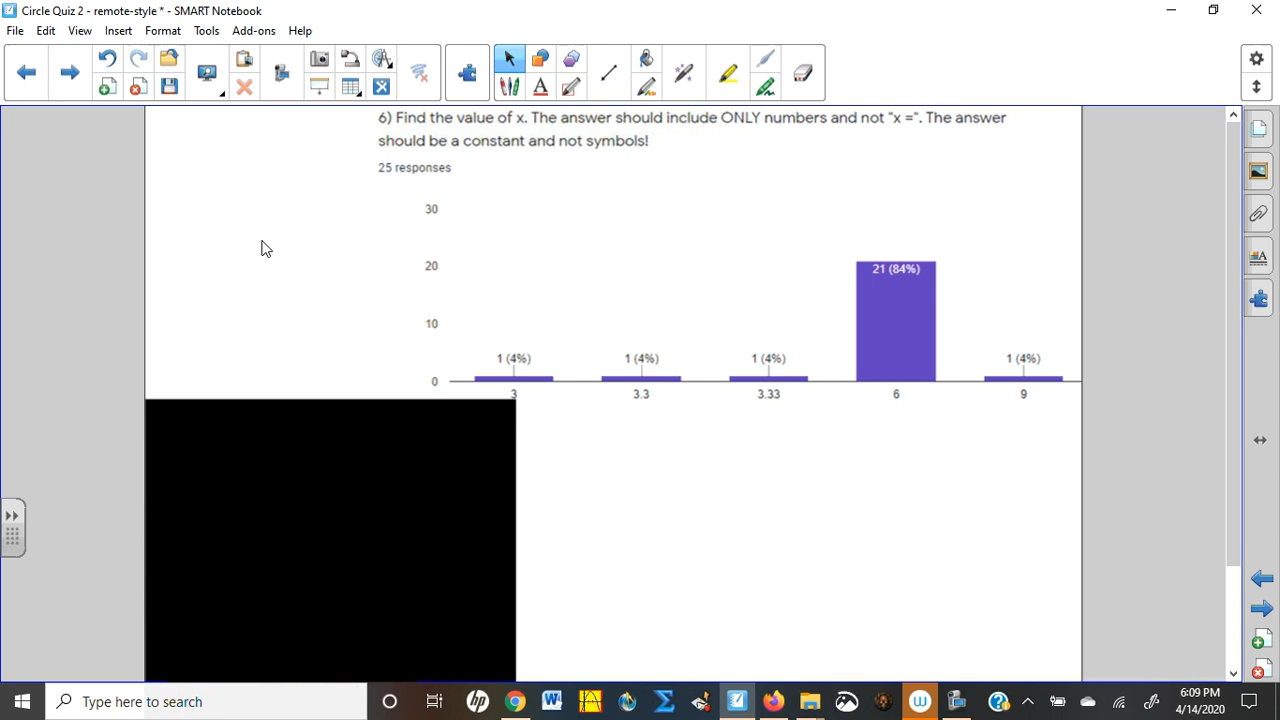 Circle Quiz 2 - remote-style * - SMART Notebook
File Edit View Insert Format Tools Add-ons Help
6) Find the value of x. The answer should include ONLY numbers and not "x =". The answer
should be a constant and not symbols!
25 responses
30
20
10
0
1 (4%) 1 (4%) 1 (4%) 21 (84%) 1 (4%)
3 3.3 3.33 6 9
Type here to search
6:09 PM
4/14/2020